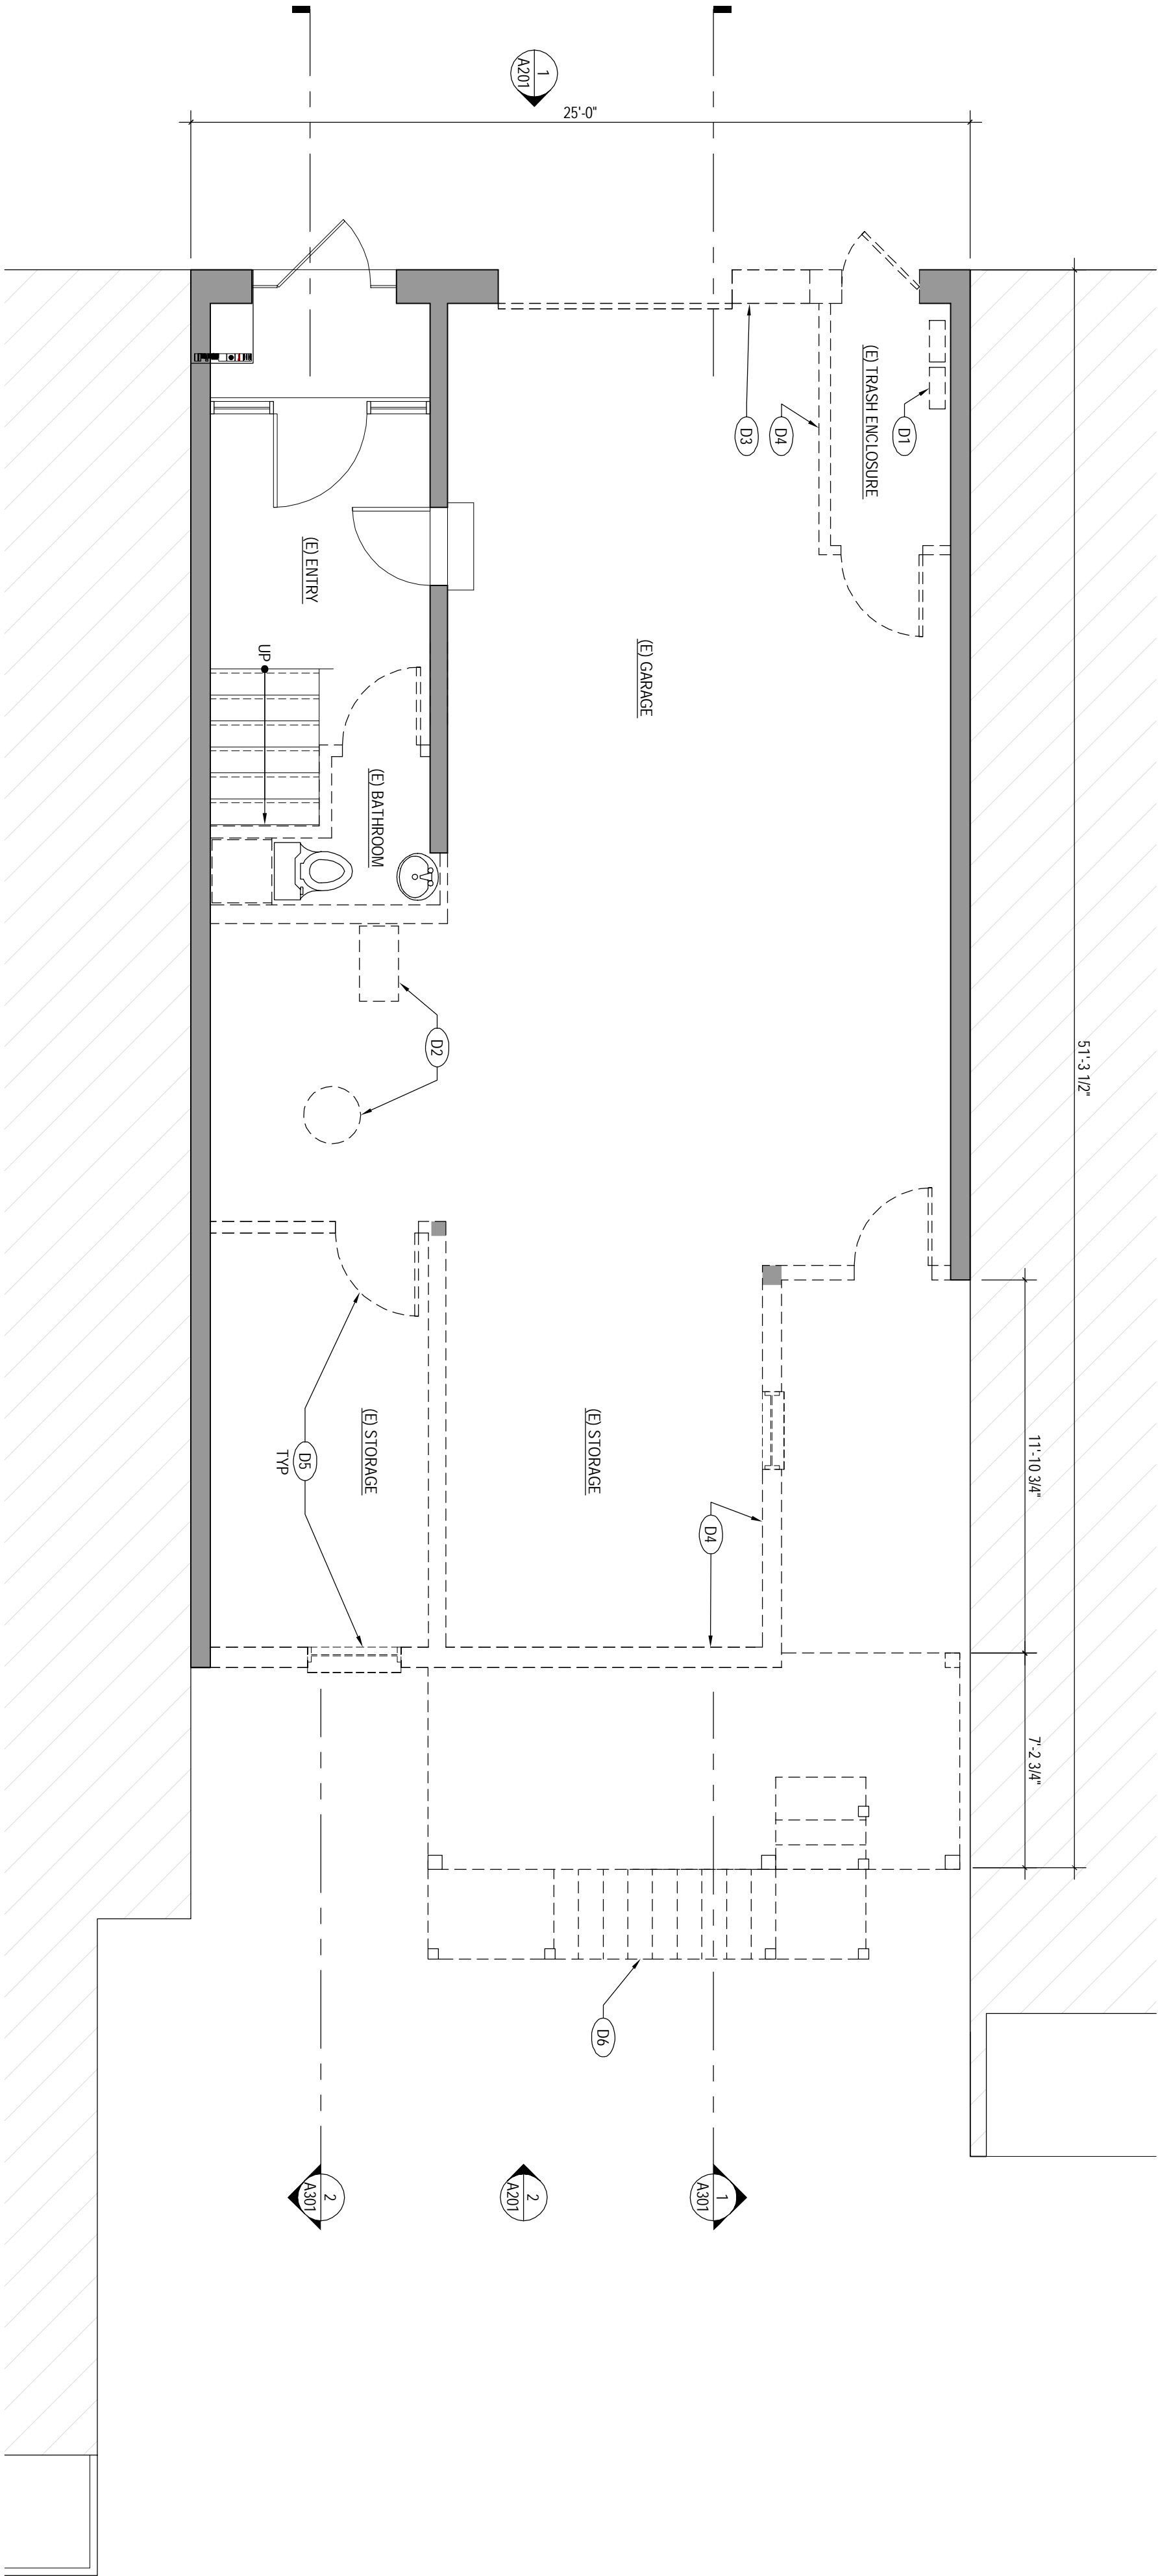 1
A201
25'-0"
51'-3 1/2"
(E) TRASH ENCLOSURE
D1
D4
D3
(E) ENTRY
(E) GARAGE
UP
(E) BATHROOM
D2
11'-10 3/4"
(E) STORAGE
(E) STORAGE
D5
TYP
D4
7'-2 3/4"
D6
2
A301
2
A201
1
A301